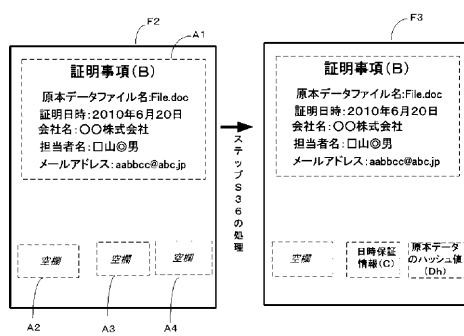 F2
A1
証明事項(B)
原本データファイル名:File.doc
証明日時:2010年6月20日
会社名:〇〇株式会社
担当者名:□山◎男
メールアドレス:aabbcc@abc.jp
空欄
空欄
空欄
A2
A3
A4
ステップS36の処理
F3
証明事項(B)
原本データファイル名:File.doc
証明日時:2010年6月20日
会社名:〇〇株式会社
担当者名:□山◎男
メールアドレス:aabbcc@abc.jp
空欄
日時保証
情報(C)
原本データ
のハッシュ値
(Dh)